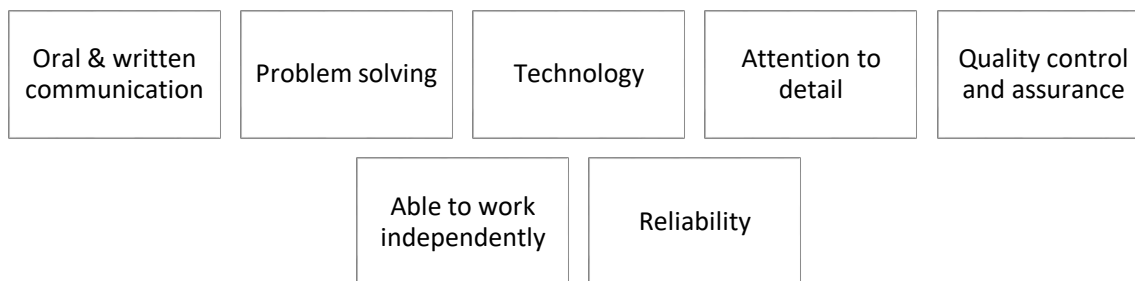 Oral & written
communication
Problem solving
Technology
Attention to
detail
Quality control
and assurance
Able to work
independently
Reliability